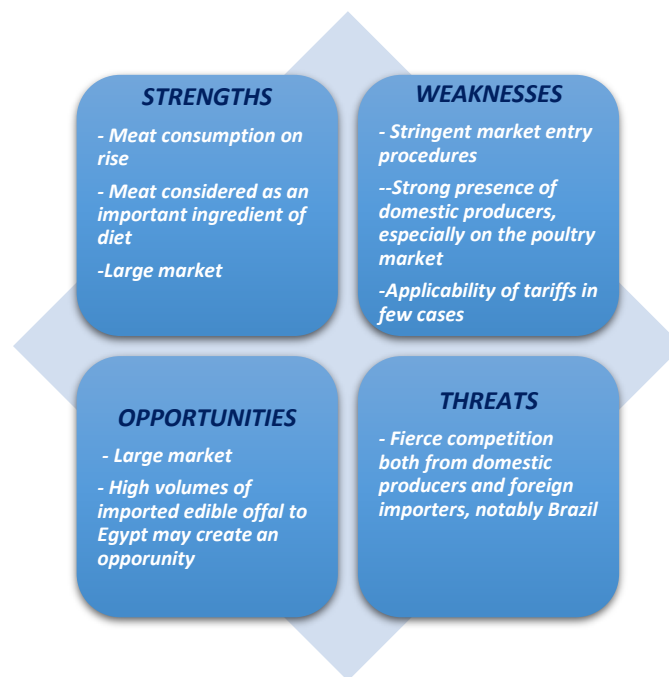 STRENGTHS
- Meat consumption on
rise
- Meat considered as an
important ingredient of
diet
-Large market
WEAKNESSES
- Stringent market entry
procedures
--Strong presence of
domestic producers,
especially on the poultry
market
-Applicability of tariffs in
few cases
OPPORTUNITIES
- Large market
- High volumes of
imported edible offal to
Egypt may create an
opporunity
THREATS
- Fierce competition
both from domestic
producers and foreign
importers, notably Brazil